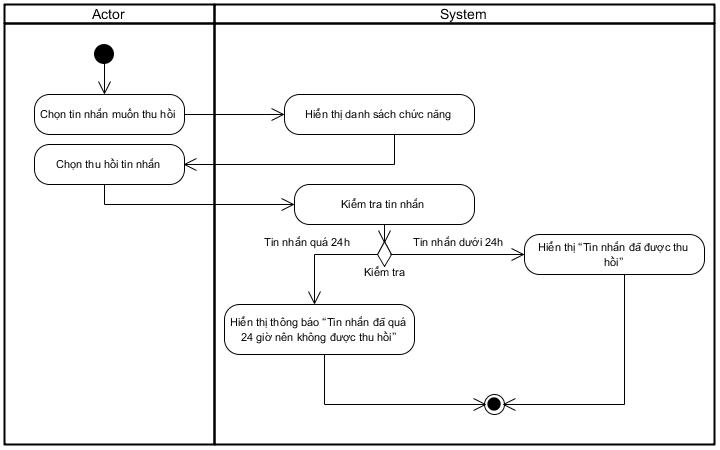 Actor
System
Chọn tin nhắn muốn thu hồi
Hiển thị danh sách chức năng
Chọn thu hồi tin nhắn
Kiểm tra tin nhắn
Tin nhắn quá 24h
Tin nhắn dưới 24h
Hiển thị “Tin nhắn đã được thu
hồi”
Kiểm tra
Hiển thị thông báo “Tin nhắn đã quá
24 giờ nên không được thu hồi”